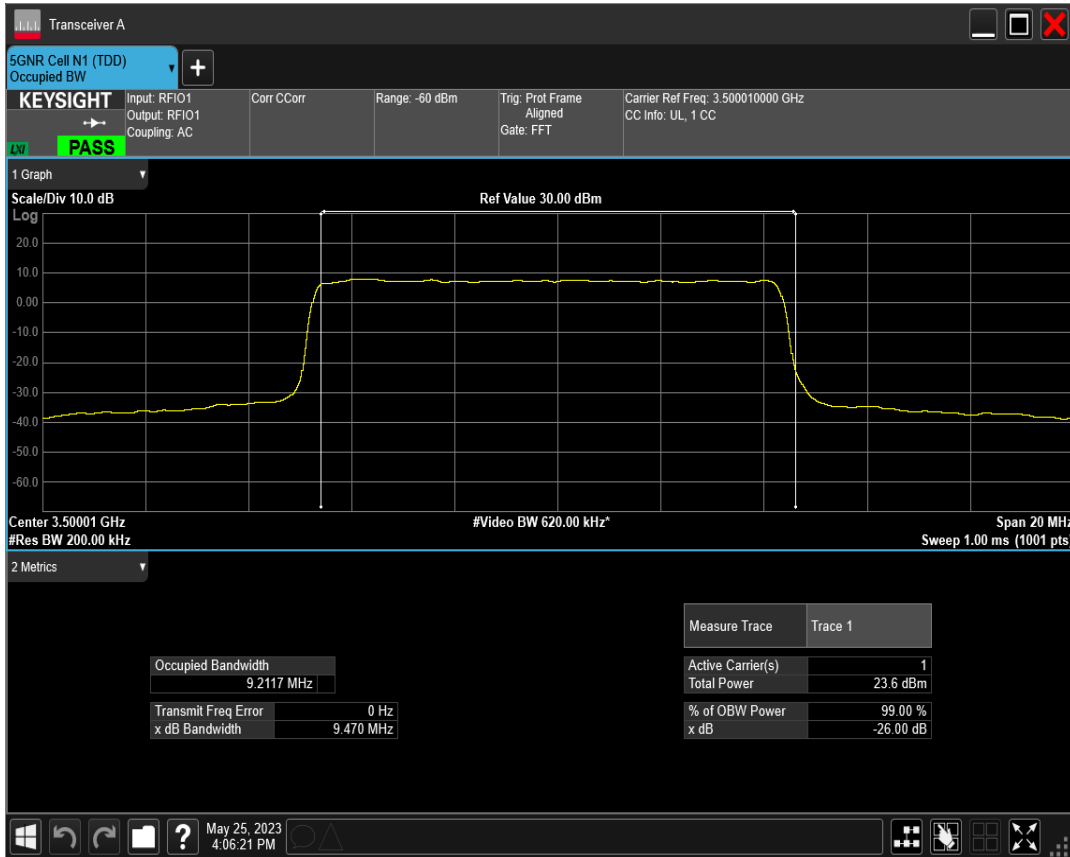 Transceiver A
5GNR Cell N1 (TDD)
Occupied BW
KEYSIGHT
LXI
PASS
Input: RFIO1
Output: RFIO1
Coupling: AC
Corr CCorr
Range: -60 dBm
Trig: Prot Frame
Aligned
Gate: FFT
Carrier Ref Freq: 3.500010000 GHz
CC Info: UL, 1 CC
1 Graph
Scale/Div 10.0 dB
Ref Value 30.00 dBm
Log
20.0
10.0
0.00
-10.0
-20.0
-30.0
-40.0
-50.0
-60.0
Center 3.50001 GHz
#Video BW 620.00 kHz*
Span 20 MHz
#Res BW 200.00 kHz
Sweep 1.00 ms (1001 pts)
2 Metrics
Measure Trace Trace 1
Occupied Bandwidth
9.2117 MHz
Active Carrier(s) 1
Total Power 23.6 dBm
Transmit Freq Error 0 Hz
x dB Bandwidth 9.470 MHz
% of OBW Power 99.00 %
x dB -26.00 dB
May 25, 2023
4:06:21 PM